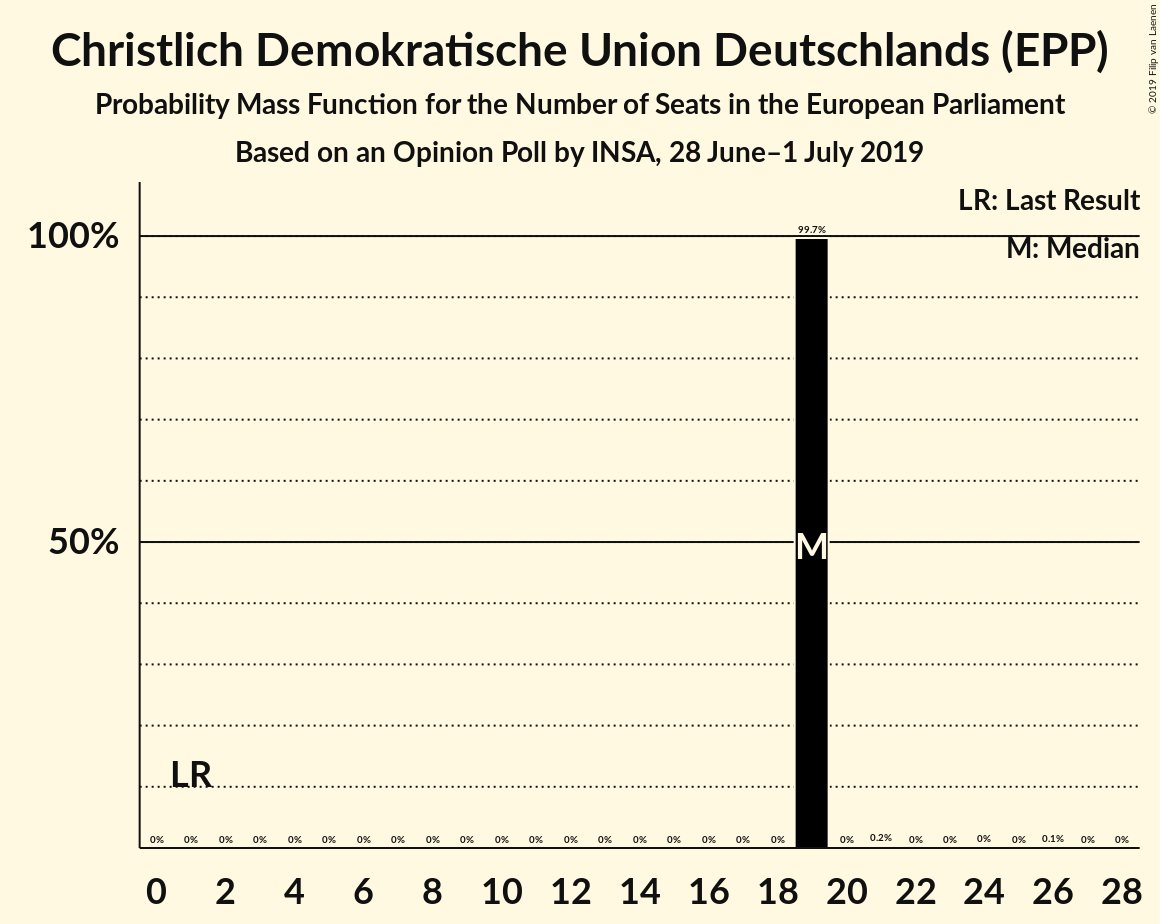 Christlich Demokratische Union Deutschlands (EPP)
Probability Mass Function for the Number of Seats in the European Parliament
Based on an Opinion Poll by INSA, 28 June–1 July 2019
© 2019 Filip van Laenen
LR: Last Result
M: Median
100%
50%
99.7%
M
LR
0% 0% 0% 0% 0% 0% 0% 0% 0% 0% 0% 0% 0% 0% 0% 0% 0% 0% 0% 0% 0.2% 0% 0% 0% 0% 0.1% 0% 0%
0 2 4 6 8 10 12 14 16 18 20 22 24 26 28